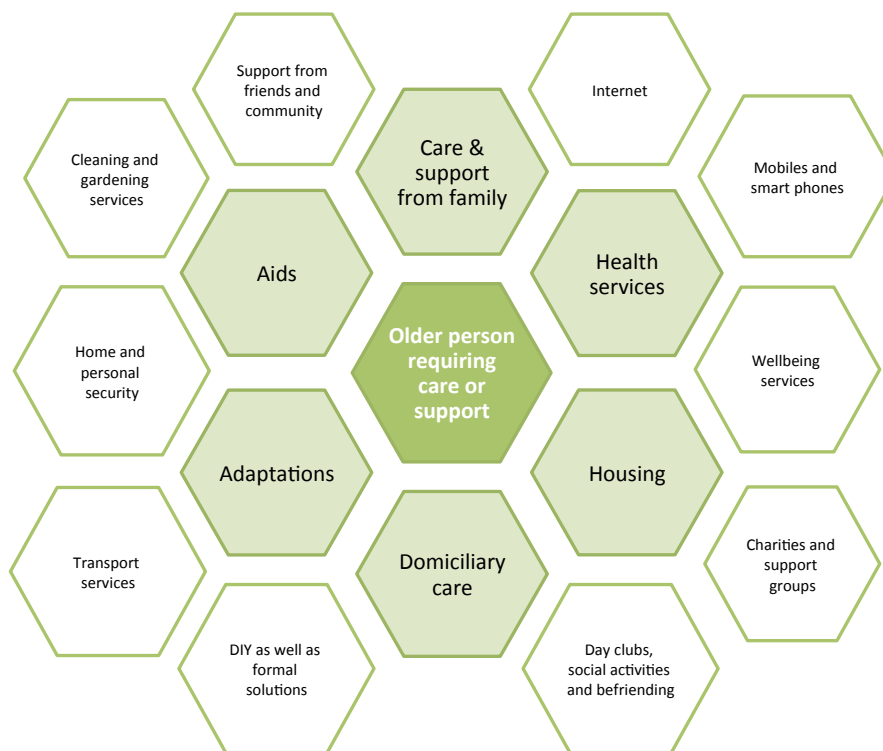 Support from
friends and
community
Internet
Care &
support
from family
Cleaning and
gardening
services
Mobiles and
smart phones
Aids
Health
services
Older person
requiring
care or
support
Home and
personal
security
Wellbeing
services
Adaptations
Housing
Domiciliary
care
Transport
services
Charities and
support
groups
DIY as well as
formal
solutions
Day clubs,
social activities
and befriending